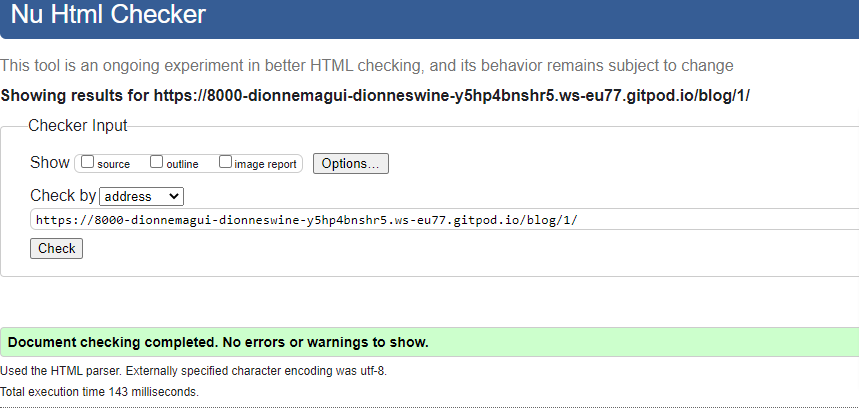 Nu Html Checker
This tool is an ongoing experiment in better HTML checking, and its behavior remains subject to change
Showing results for https://8000-dionnemagui-dionneswine-y5hp4bnshr5.ws-eu77.gitpod.io/blog/1/
Checker Input
Show source outline image report Options...
Check by address
https://8000-dionnemagui-dionneswine-y5hp4bnshr5.ws-eu77.gitpod.io/blog/1/
Check
Document checking completed. No errors or warnings to show.
Used the HTML parser. Externally specified character encoding was utf-8.
Total execution time 143 milliseconds.